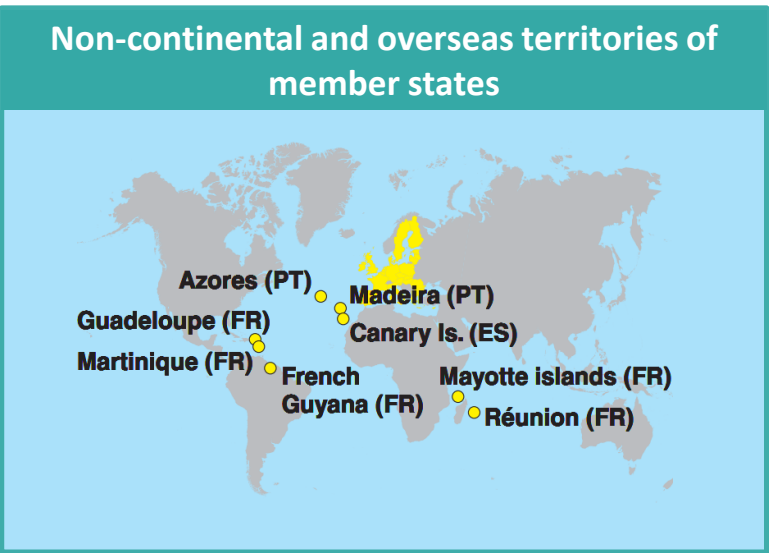 Non-continental and overseas territories of
member states
Azores (PT)
Madeira (PT)
Guadeloupe (FR)
Canary Is. (ES)
Martinique (FR)
French
Guyana (FR)
Mayotte islands (FR)
Réunion (FR)